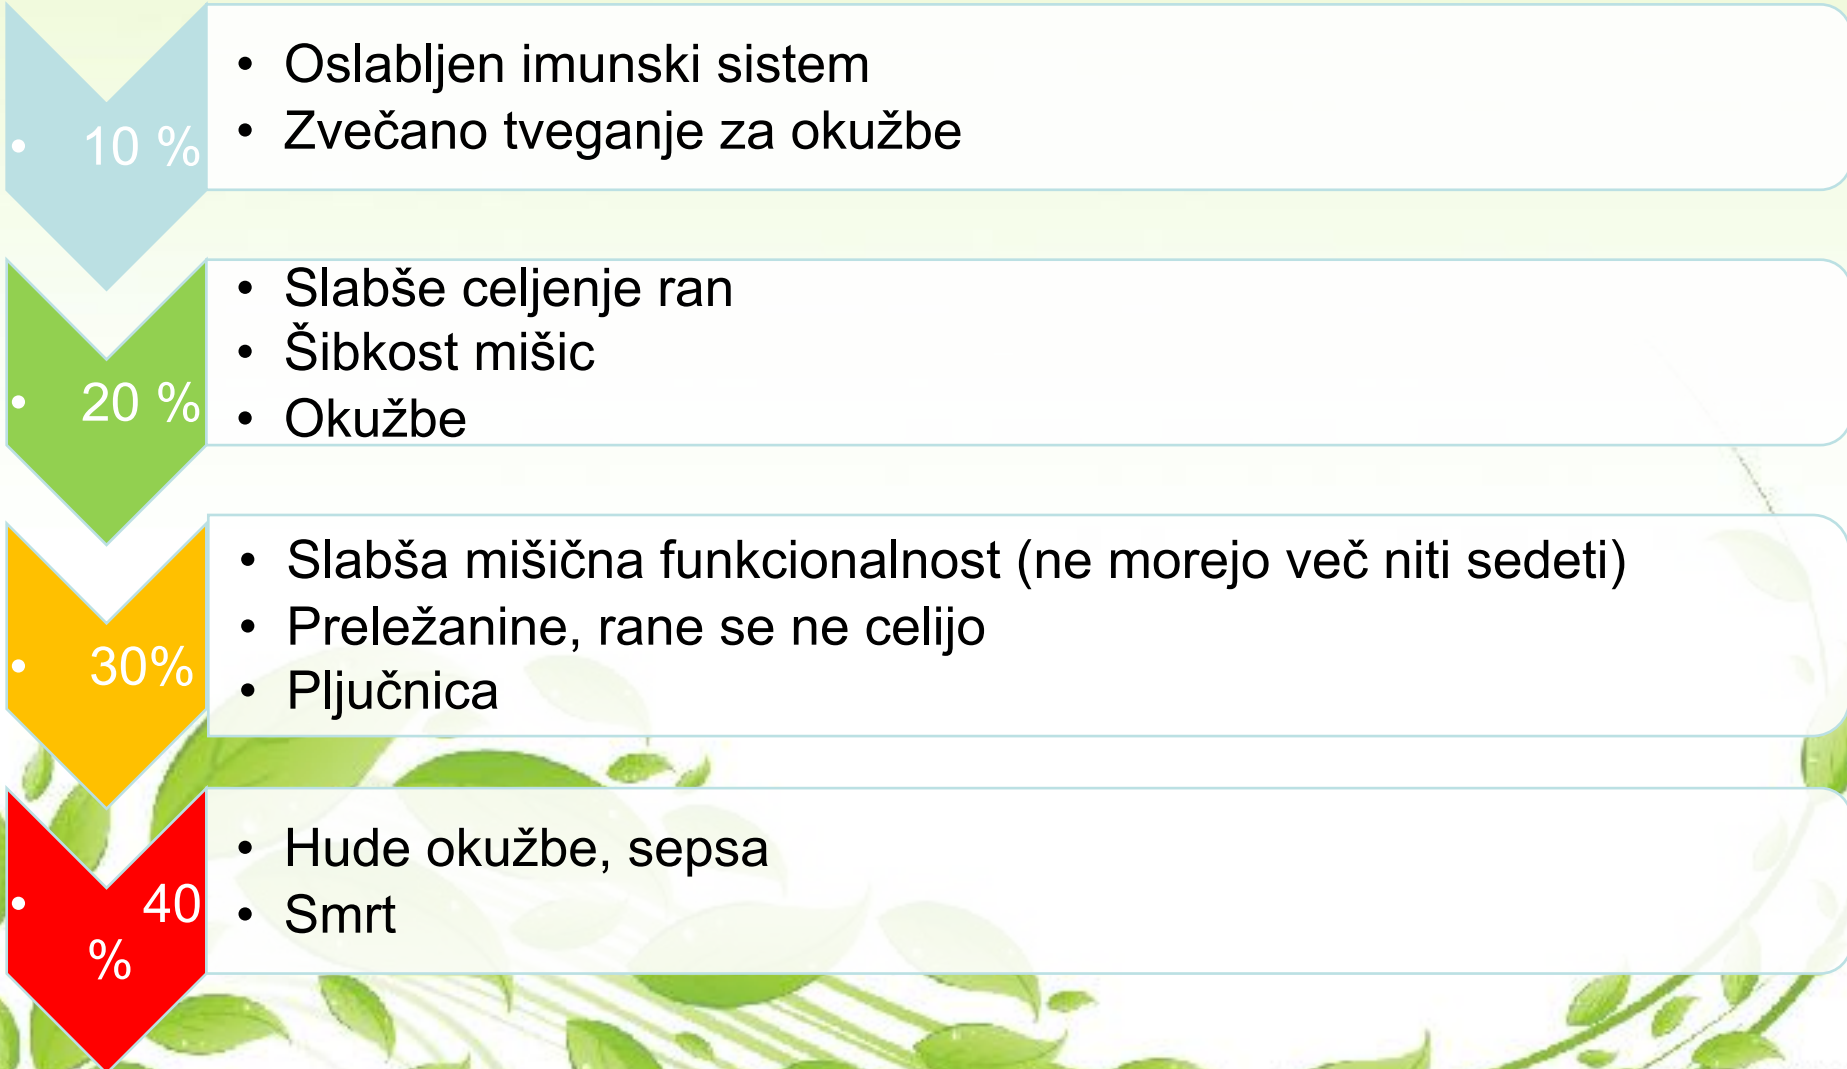 • 10 %
• Oslabljen imunski sistem
• Zvečano tveganje za okužbe
• 20 %
• Slabše celjenje ran
• Šibkost mišic
• Okužbe
• 30%
• Slabša mišična funkcionalnost (ne morejo več niti sedeti)
• Preležanine, rane se ne celijo
• Pljučnica
• 40
%
• Hude okužbe, sepsa
• Smrt